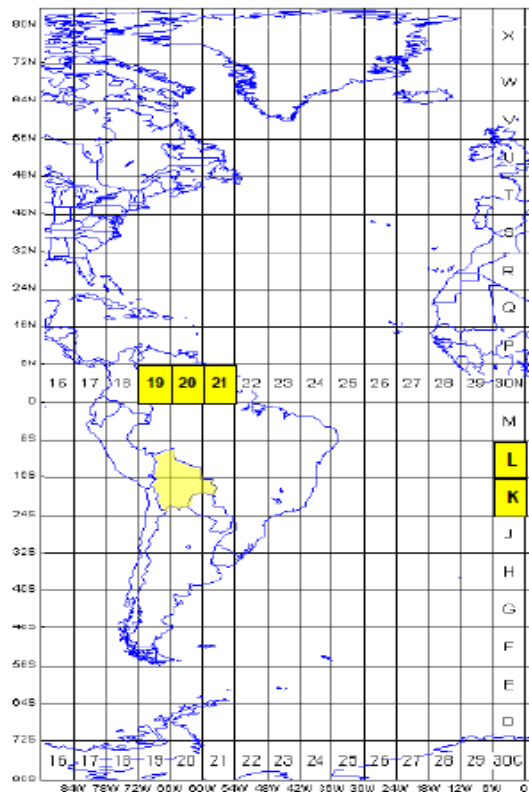 X
72N
W
64N
V
56N
U
48N
T
40N
S
32N
R
24N
Q
16N
P
8N
16 17 18 19 20 21 22 23 24 25 26 27 28 29 30N
0
M
8S
L
16S
K
24S
J
32S
H
40S
G
48S
F
56S
E
64S
D
72S
16 17 18 19 20 21 22 23 24 25 26 27 28 29 30C
80S
84W 78W 72W 66W 60W 54W 48W 42W 36W 30W 24W 18W 12W 6W 0